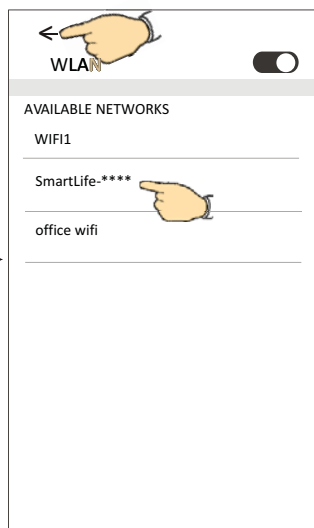 WLAN
AVAILABLE NETWORKS
WIFI1
SmartLife-****
office wifi